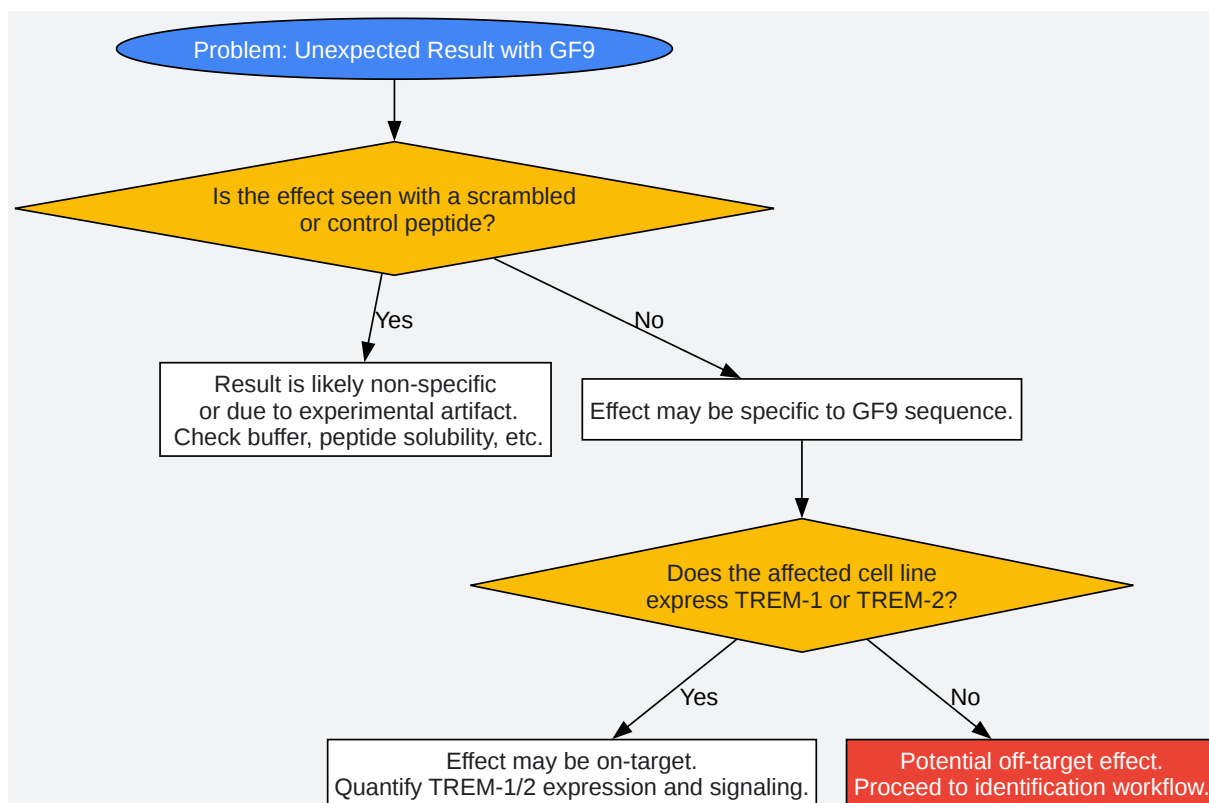 Problem: Unexpected Result with GF9
Is the effect seen with a scrambled
or control peptide?
Yes
No
Result is likely non-specific
or due to experimental artifact.
Check buffer, peptide solubility, etc.
Effect may be specific to GF9 sequence.
Does the affected cell line
express TREM-1 or TREM-2?
Yes
No
Effect may be on-target.
Quantify TREM-1/2 expression and signaling.
Potential off-target effect.
Proceed to identification workflow.